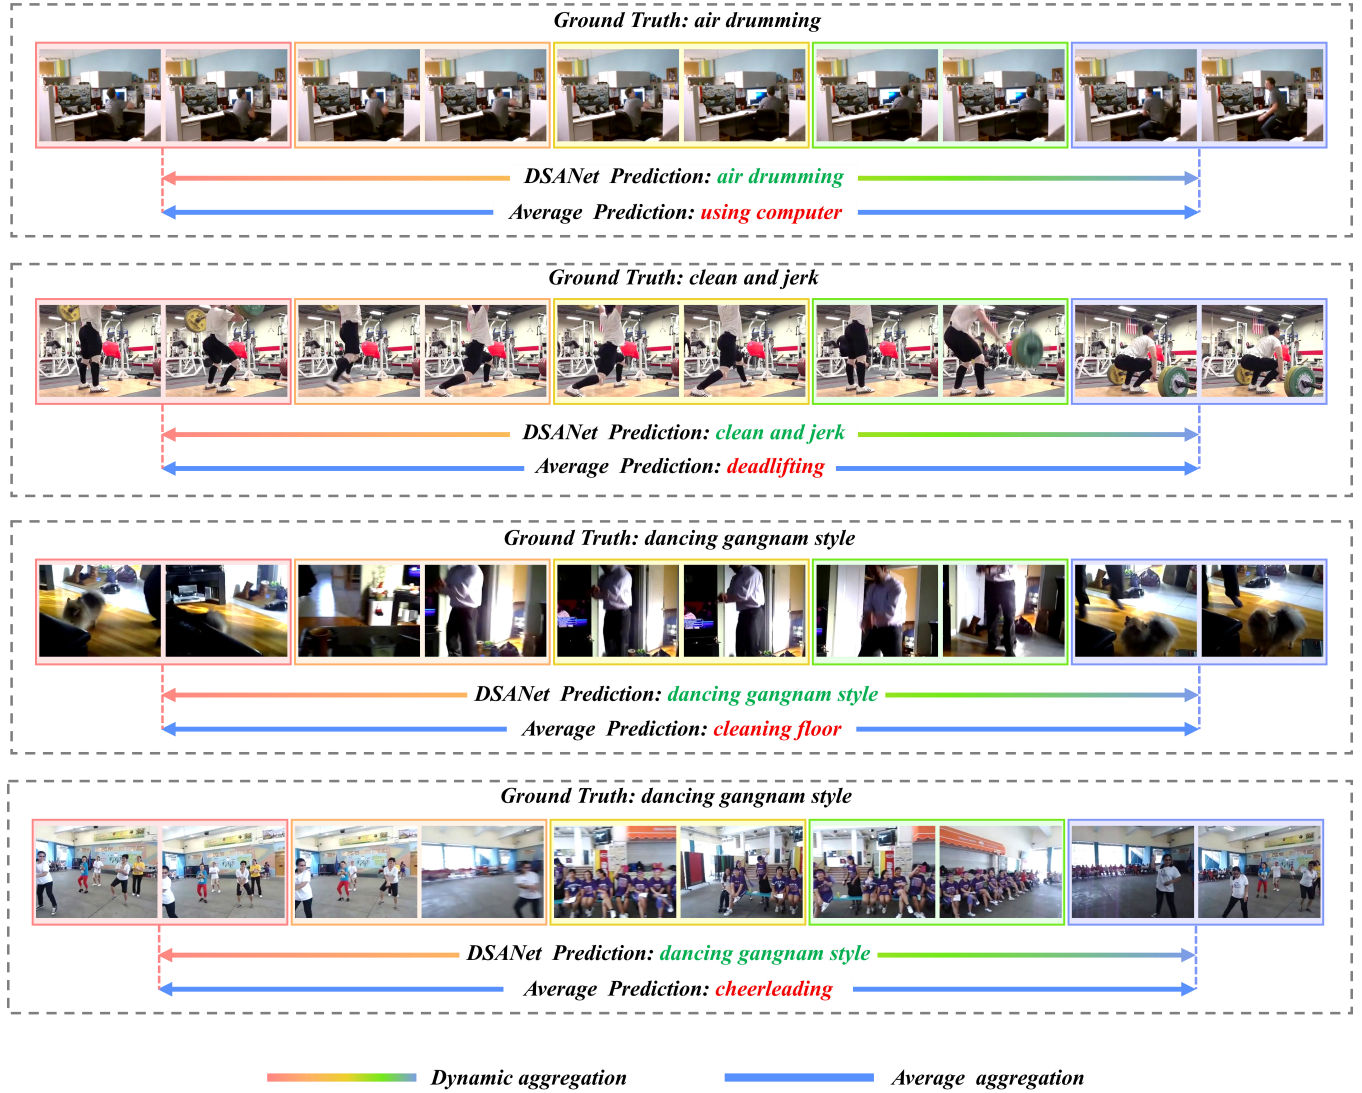 Ground Truth: air drumming
DSANet Prediction: air drumming
Average Prediction: using computer
Ground Truth: clean and jerk
DSANet Prediction: clean and jerk
Average Prediction: deadlifting
Ground Truth: dancing gangnam style
DSANet Prediction: dancing gangnam style
Average Prediction: cleaning floor
Ground Truth: dancing gangnam style
DSANet Prediction: dancing gangnam style
Average Prediction: cheerleading
Dynamic aggregation
Average aggregation